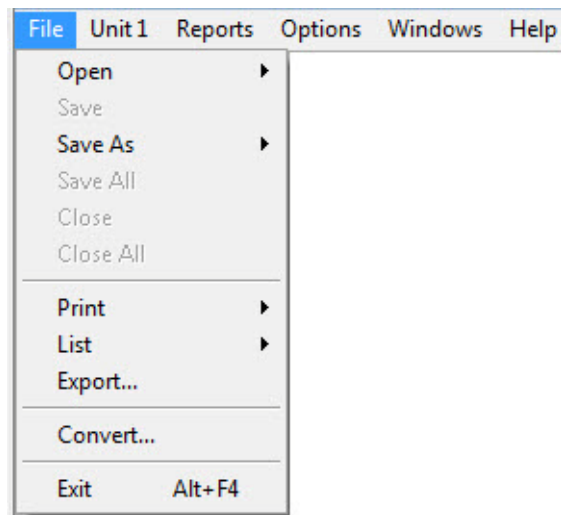 File Unit 1 Reports Options Windows Help
Open
Save
Save As
Save All
Close
Close All
Print
List
Export...
Convert...
Exit Alt+F4